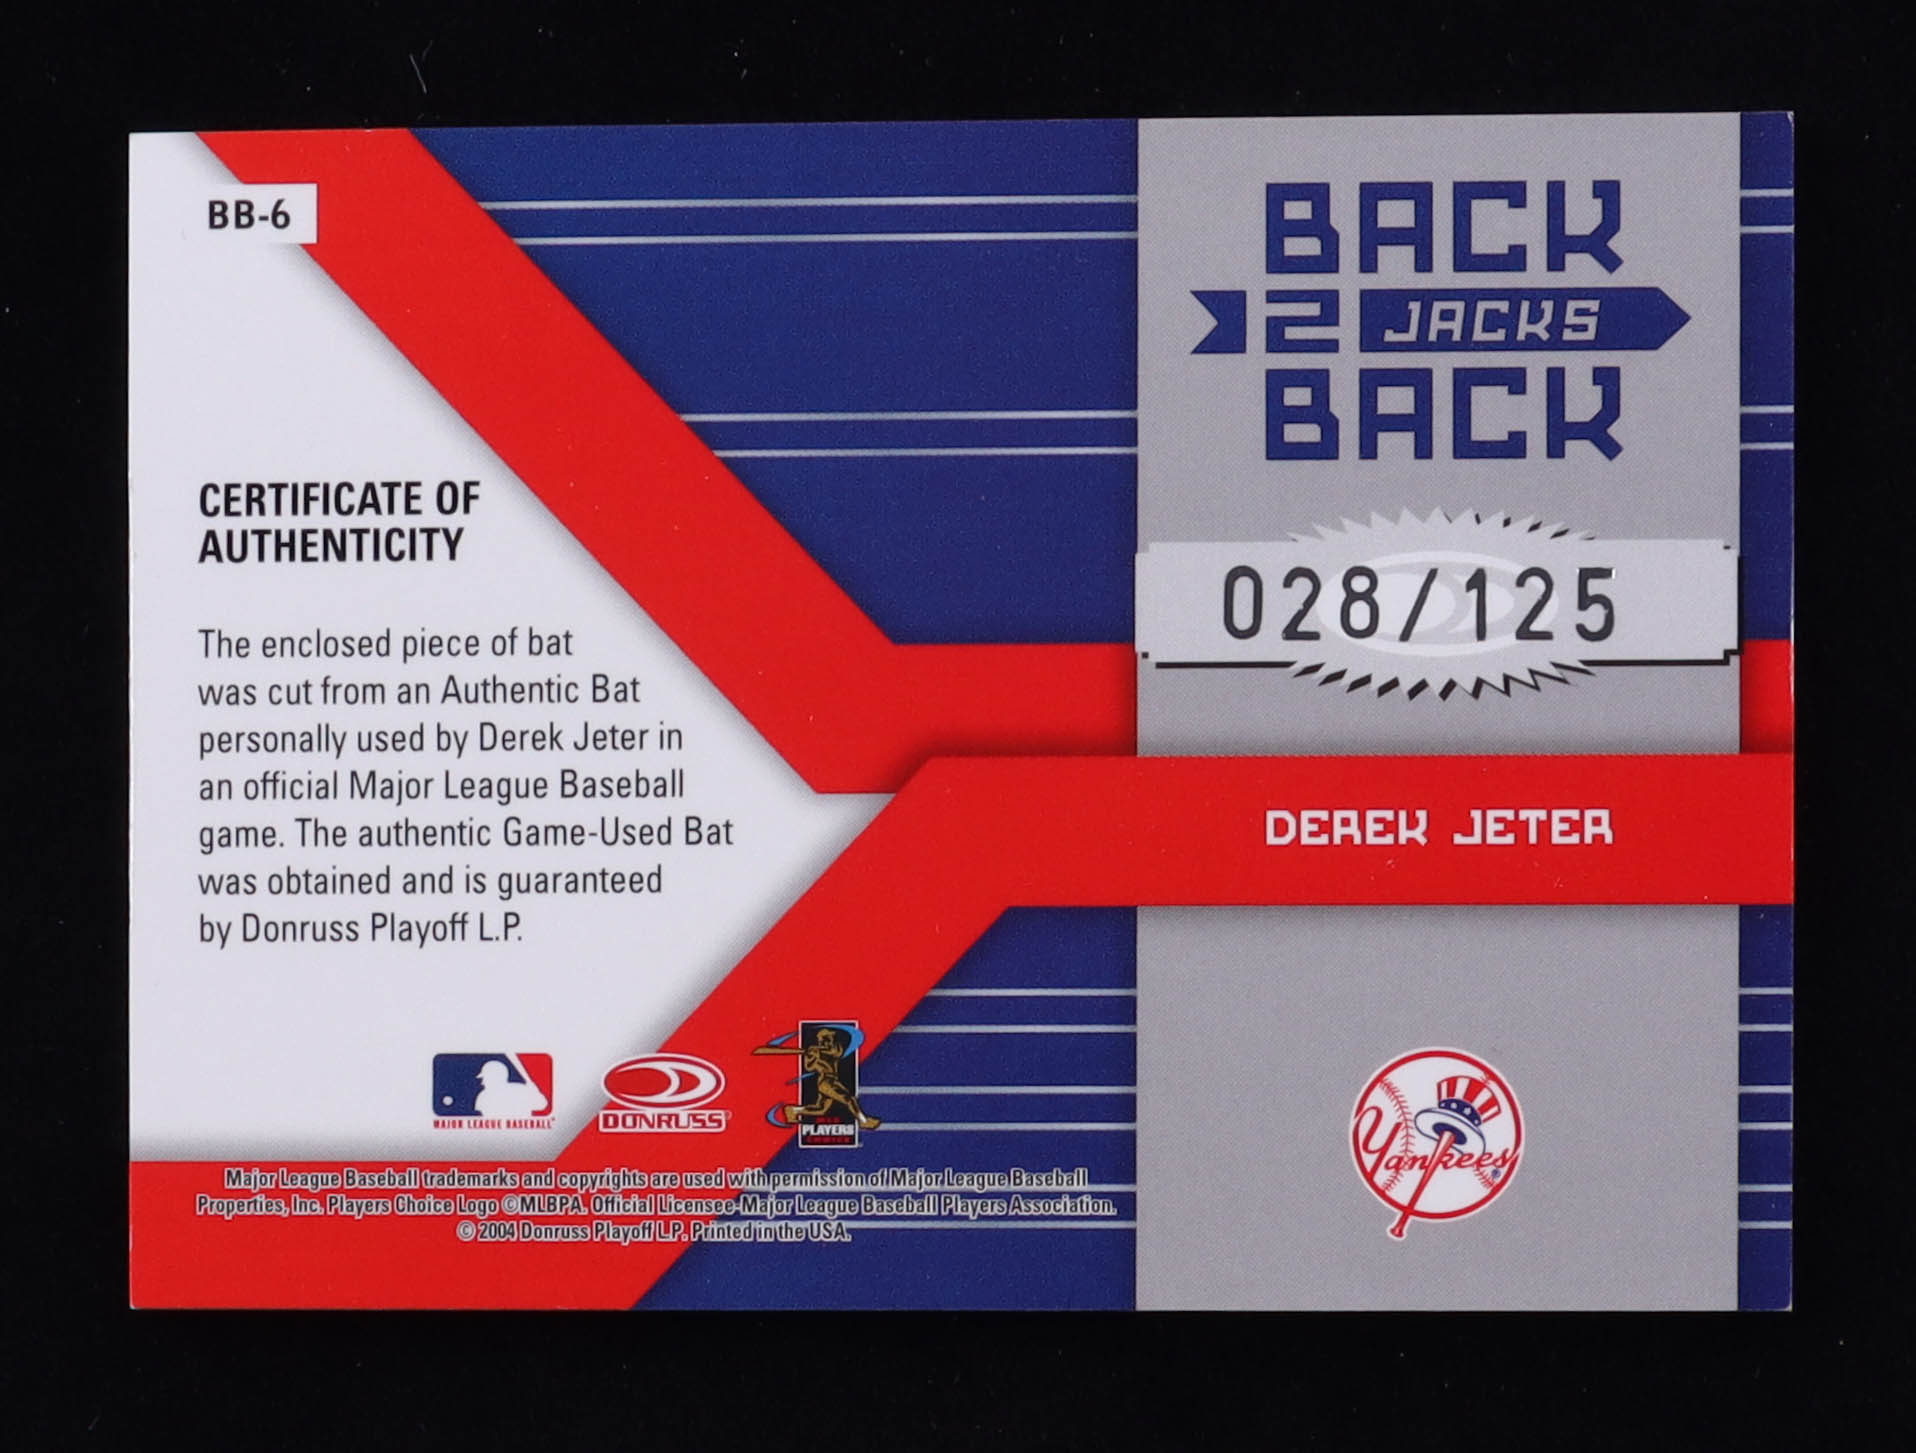 BB-6
CERTIFICATE OF
AUTHENTICITY
The enclosed piece of bat
was cut from an Authentic Bat
personally used by Derek Jeter in
an official Major League Baseball
game. The authentic Game-Used Bat
was obtained and is guaranteed
by Donruss Playoff L.P.
MAJOR LEAGUE BASEBALL
DONRUSS
MLB
PLAYERS
CHOICE
Major League Baseball trademarks and copyrights are used with permission of Major League Baseball
Properties, Inc. Players Choice Logo ©MLBPA. Official Licensee-Major League Baseball Players Association.
© 2004 Donruss Playoff L.P. Printed in the USA.
BACK
2 JACKS
BACK
028/125
DEREK JETER
Yankees